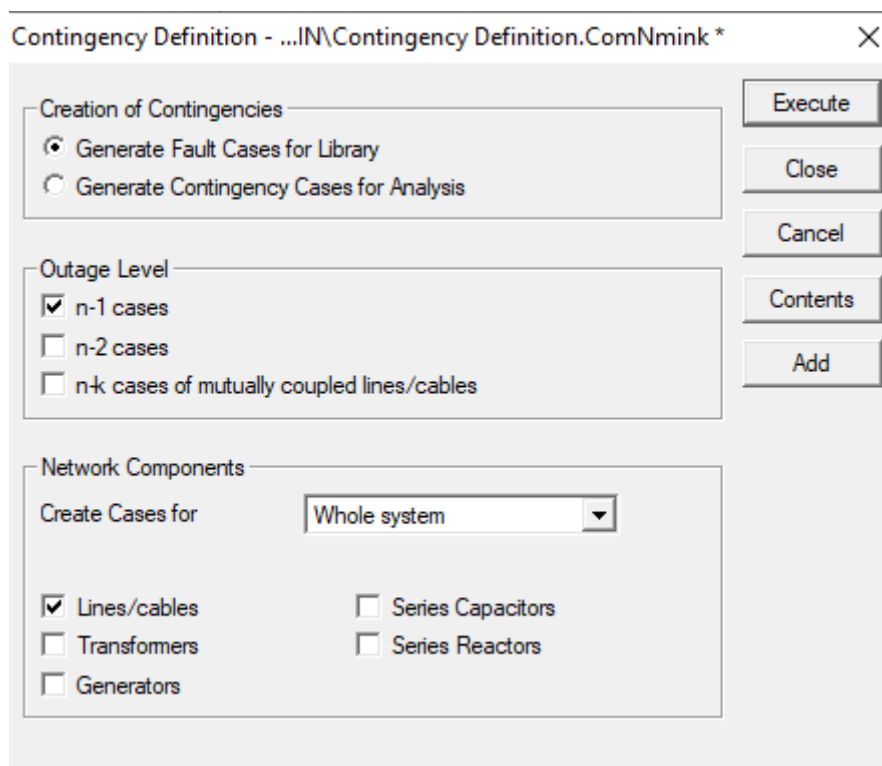 Contingency Definition - ...IN\Contingency Definition.ComNmink *
Creation of Contingencies
Generate Fault Cases for Library
Generate Contingency Cases for Analysis
Outage Level
n-1 cases
n-2 cases
n-k cases of mutually coupled lines/cables
Network Components
Create Cases for
Whole system
Lines/cables
Series Capacitors
Transformers
Series Reactors
Generators
Execute
Close
Cancel
Contents
Add